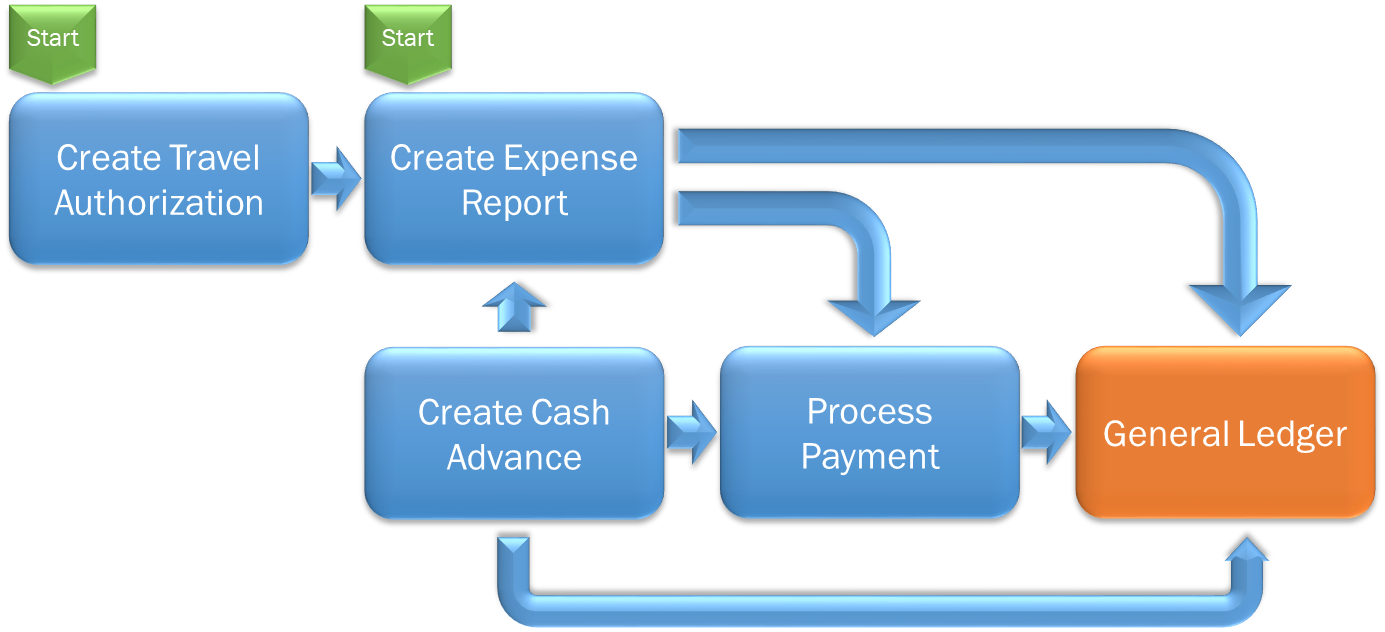 Start
Start
Create Travel
Authorization
Create Expense
Report
Create Cash
Advance
Process
Payment
General Ledger